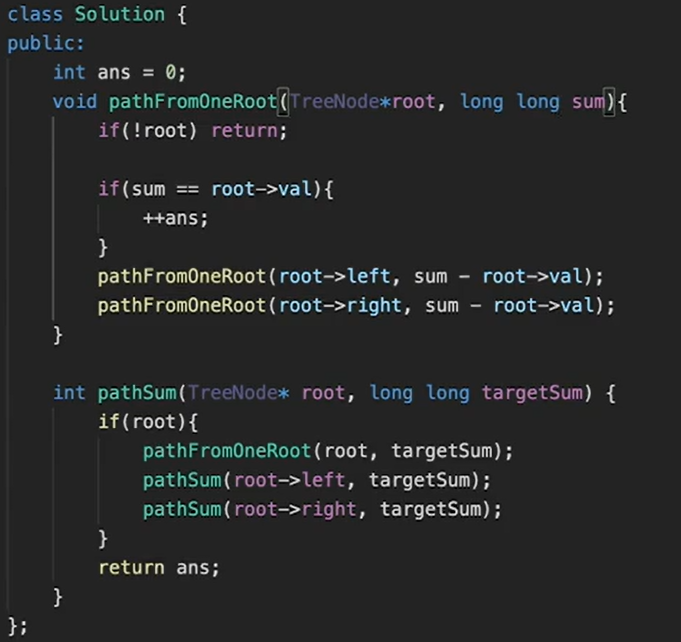 class Solution {
public:
    int ans = 0;
    void pathFromOneRoot(TreeNode*root, long long sum){
        if(!root) return;

        if(sum == root->val){
            ++ans;
        }
        pathFromOneRoot(root->left, sum - root->val);
        pathFromOneRoot(root->right, sum - root->val);
    }

    int pathSum(TreeNode* root, long long targetSum) {
        if(root){
            pathFromOneRoot(root, targetSum);
            pathSum(root->left, targetSum);
            pathSum(root->right, targetSum);
        }
        return ans;
    }
};